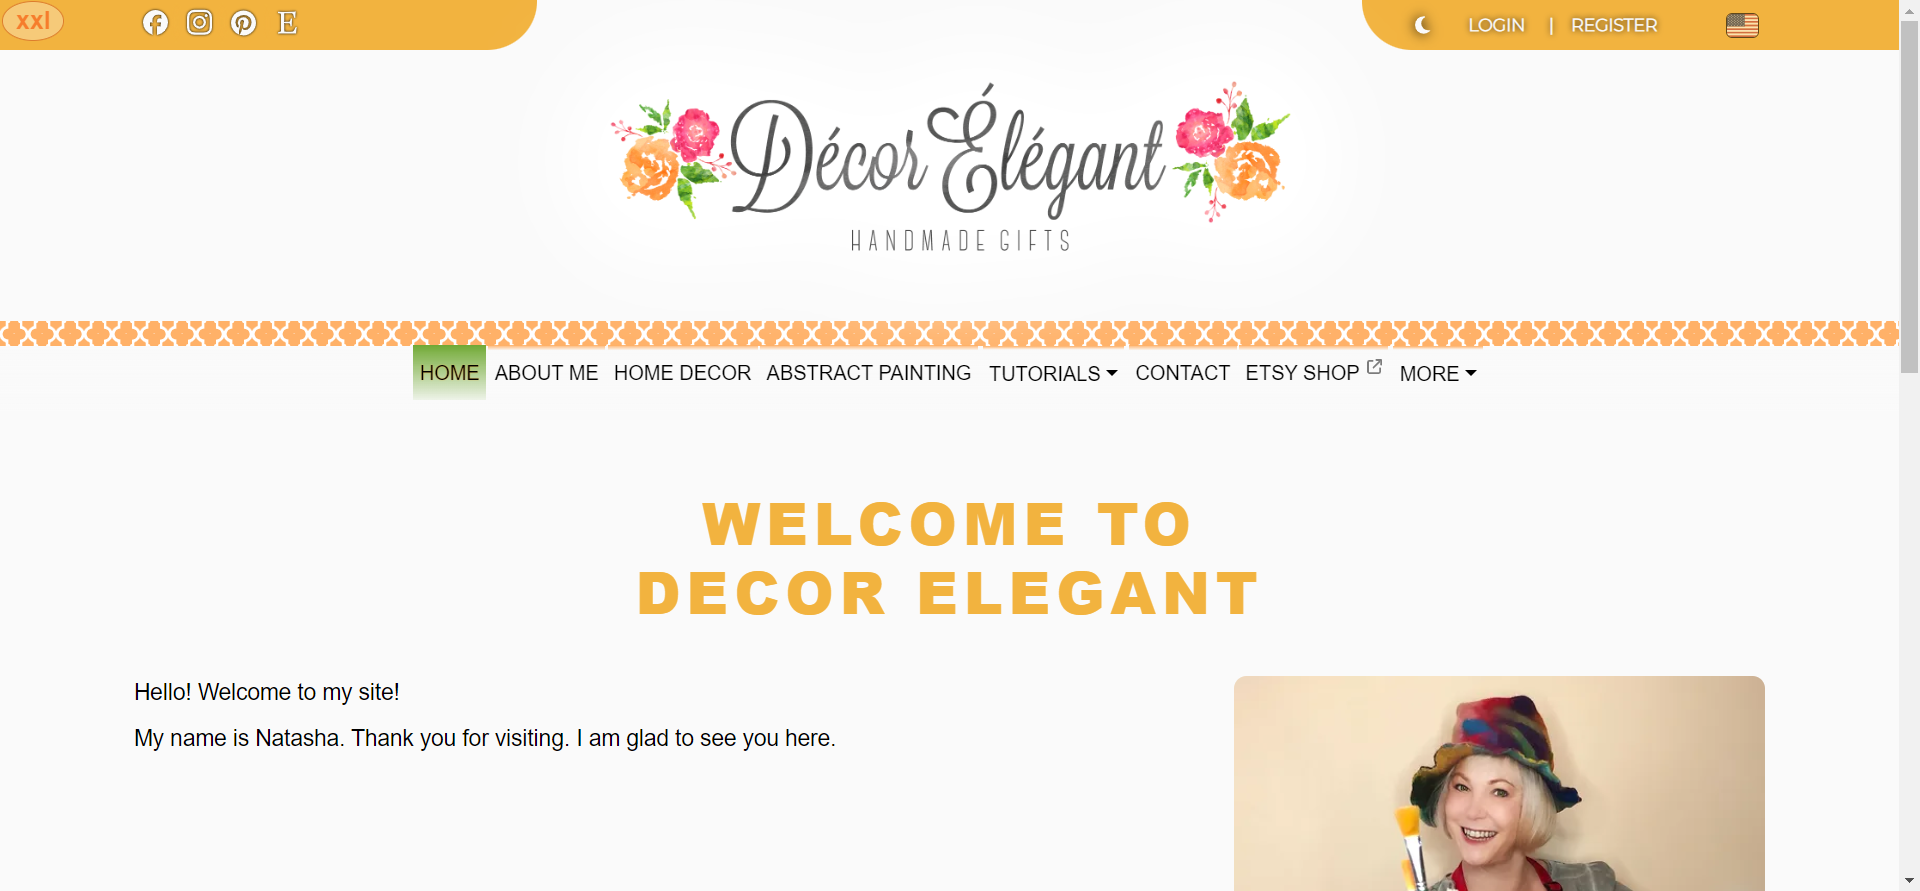 xxl
E
LOGIN | REGISTER
Décor Élégant
HANDMADE GIFTS
HOME ABOUT ME HOME DECOR ABSTRACT PAINTING TUTORIALS CONTACT ETSY SHOP MORE
WELCOME TO
DECOR ELEGANT
Hello! Welcome to my site!
My name is Natasha. Thank you for visiting. I am glad to see you here.